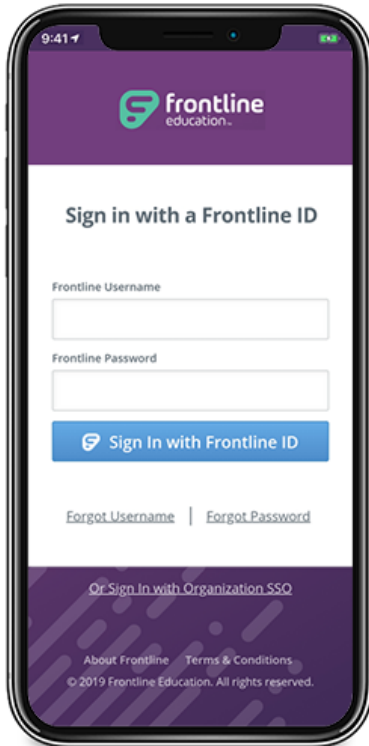 9:41
frontline
education™
Sign in with a Frontline ID
Frontline Username
Frontline Password
Sign In with Frontline ID
Forgot Username | Forgot Password
Or Sign In with Organization SSO
About Frontline Terms & Conditions
© 2019 Frontline Education. All rights reserved.